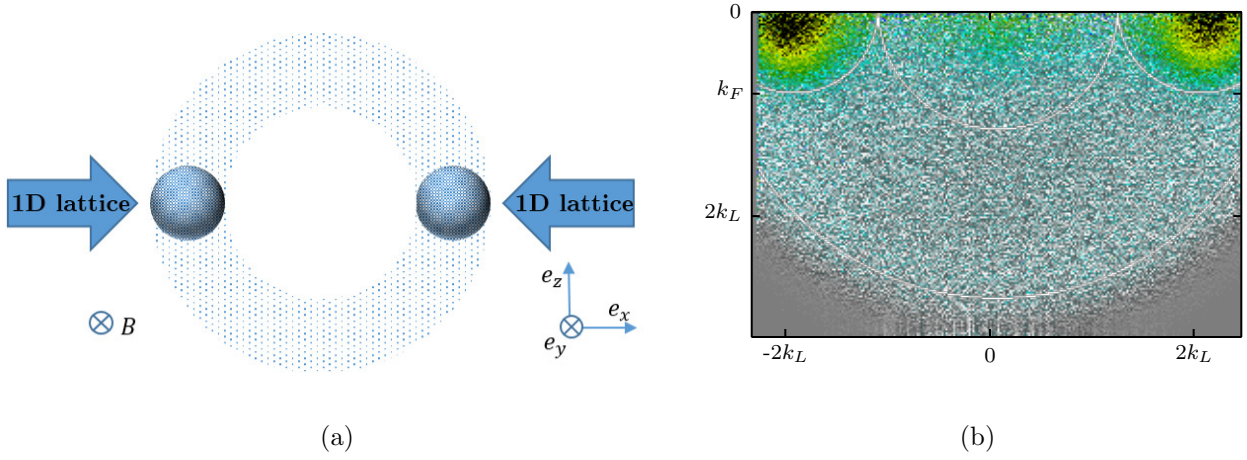 1D lattice
1D lattice
e_z
e_x
e_y
B
(a)
0
k_F
2k_L
-2k_L
0
2k_L
(b)